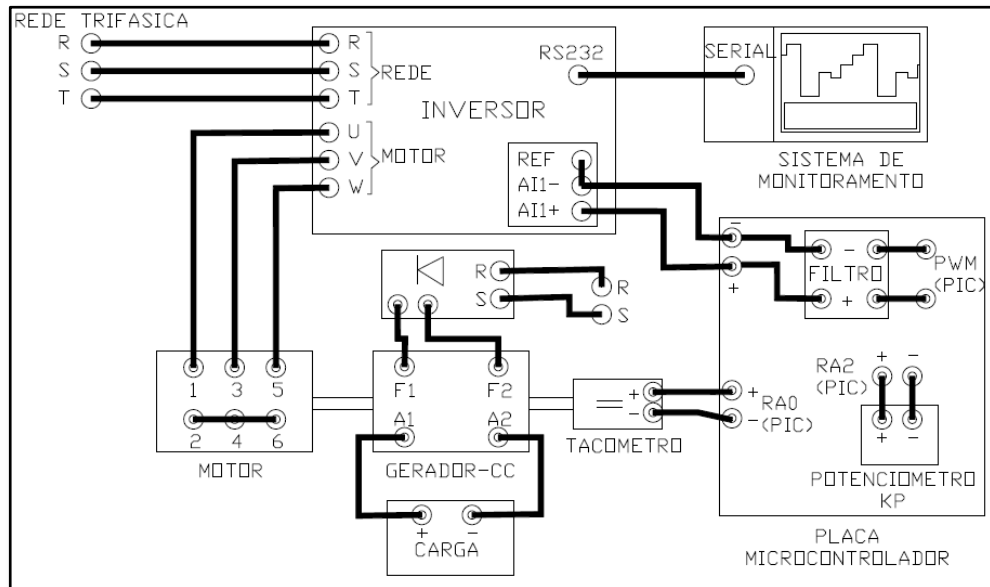 REDE TRIFASICA
R
S
T
R
S
T
REDE
U
V
W
MOTOR
INVERSOR
RS232
REF
AI1-
AI1+
SERIAL
SISTEMA DE
MONITORAMENTO
-
+
-
FILTRO
+
PWM
(PIC)
R
S
R
S
1 3 5
2 4 6
MOTOR
F1 F2
A1 A2
GERADOR-CC
+ -
CARGA
+
-
TACOMETRO
+
-
RA0
(PIC)
RA2
(PIC)
+ -
+ -
POTENCIOMETRO
KP
PLACA
MICROCONTROLADOR